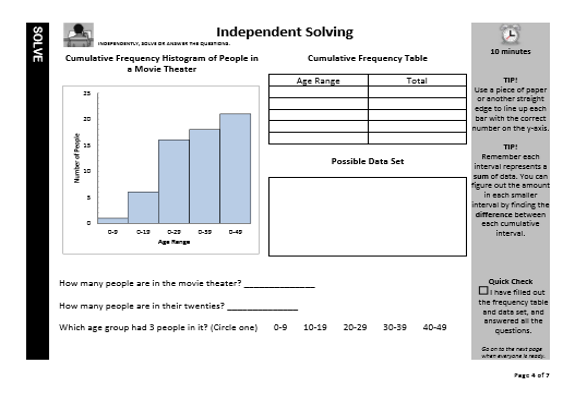 SOLVE
Independent Solving
INDEPENDENTLY, SOLVE OR ANSWER THE QUESTIONS.
Cumulative Frequency Histogram of People in
a Movie Theater
Number of People
25
20
15
10
5
0
0-9 0-19 0-29 0-39 0-49
Age Range
Cumulative Frequency Table
Age Range Total
Possible Data Set
How many people are in the movie theater? _______________
How many people are in their twenties? _______________
Which age group had 3 people in it? (Circle one) 0-9 10-19 20-29 30-39 40-49
10 minutes
TIP!
Use a piece of paper
or another straight
edge to line up each
bar with the correct
number on the y-axis.
TIP!
Remember each
interval represents a
sum of data. You can
figure out the amount
in each smaller
interval by finding the
difference between
each cumulative
interval.
Quick Check
I have filled out
the frequency table
and data set, and
answered all the
questions.
Go on to the next page
when everyone is ready.
Page 4 of 7